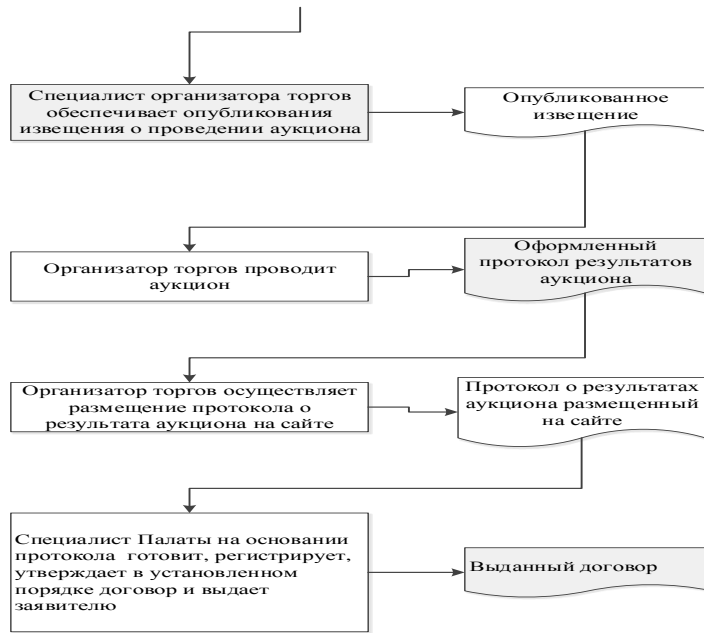 Специалист организатора торгов
обеспечивает опубликования
извещения о проведении аукциона
Опубликованное
извещение
Организатор торгов проводит
аукцион
Оформленный
протокол результатов
аукциона
Организатор торгов осуществляет
размещение протокола о
результата аукциона на сайте
Протокол о результатах
аукциона размещенный
на сайте
Специалист Палаты на основании
протокола готовит, регистрирует,
утверждает в установленном
порядке договор и выдает
заявителю
Выданный договор